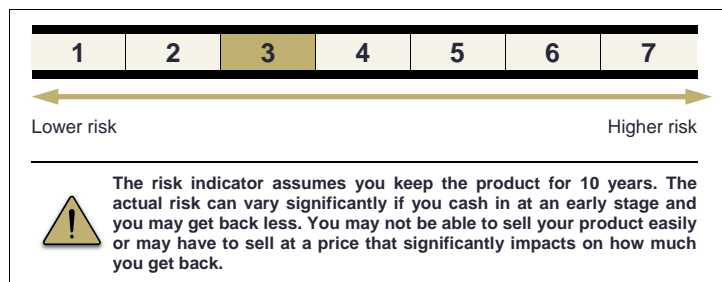 1 2 3 4 5 6 7
Lower risk Higher risk
The risk indicator assumes you keep the product for 10 years. The
actual risk can vary significantly if you cash in at an early stage and
you may get back less. You may not be able to sell your product easily
or may have to sell at a price that significantly impacts on how much
you get back.